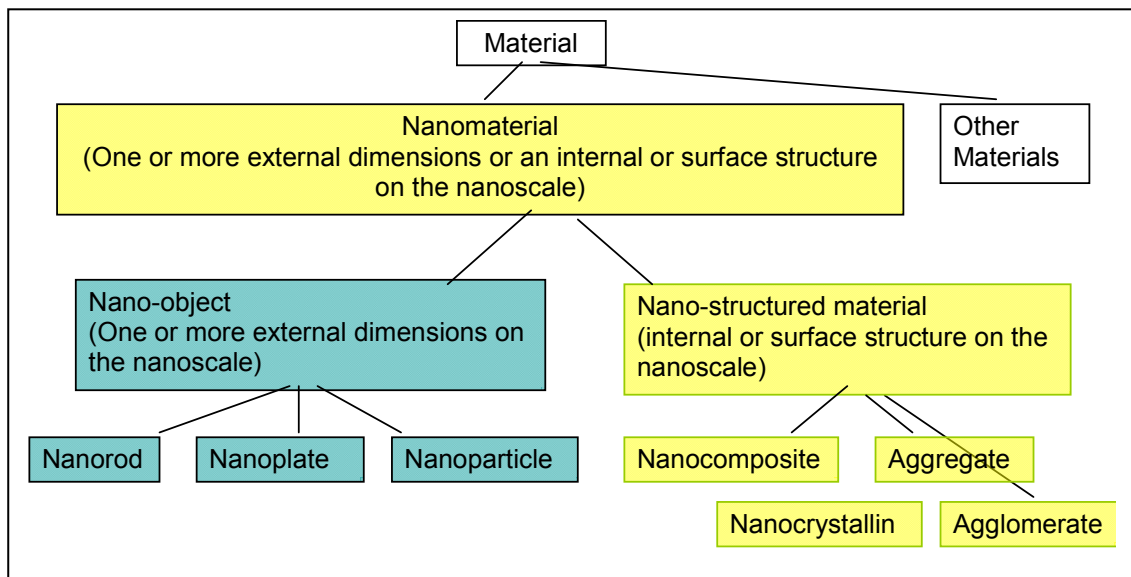 Material
Nanomaterial
(One or more external dimensions or an internal or surface structure
on the nanoscale)
Other
Materials
Nano-object
(One or more external dimensions on
the nanoscale)
Nano-structured material
(internal or surface structure on the
nanoscale)
Nanorod
Nanoplate
Nanoparticle
Nanocomposite
Aggregate
Nanocrystallin
Agglomerate